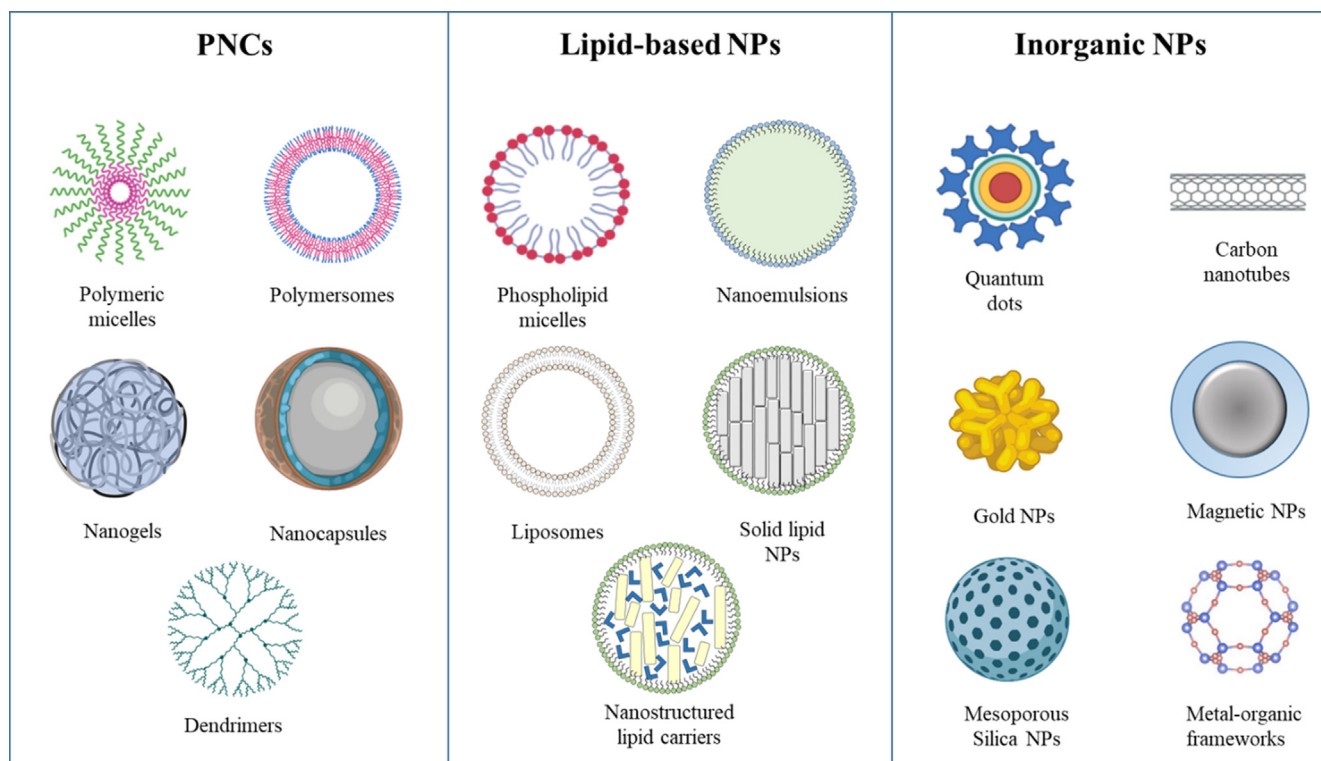 PNCs
Polymeric
micelles
Polymersomes
Nanogels
Nanocapsules
Dendrimers
Lipid-based NPs
Phospholipid
micelles
Nanoemulsions
Liposomes
Solid lipid
NPs
Nanostructured
lipid carriers
Inorganic NPs
Quantum
dots
Carbon
nanotubes
Gold NPs
Magnetic NPs
Mesoporous
Silica NPs
Metal-organic
frameworks